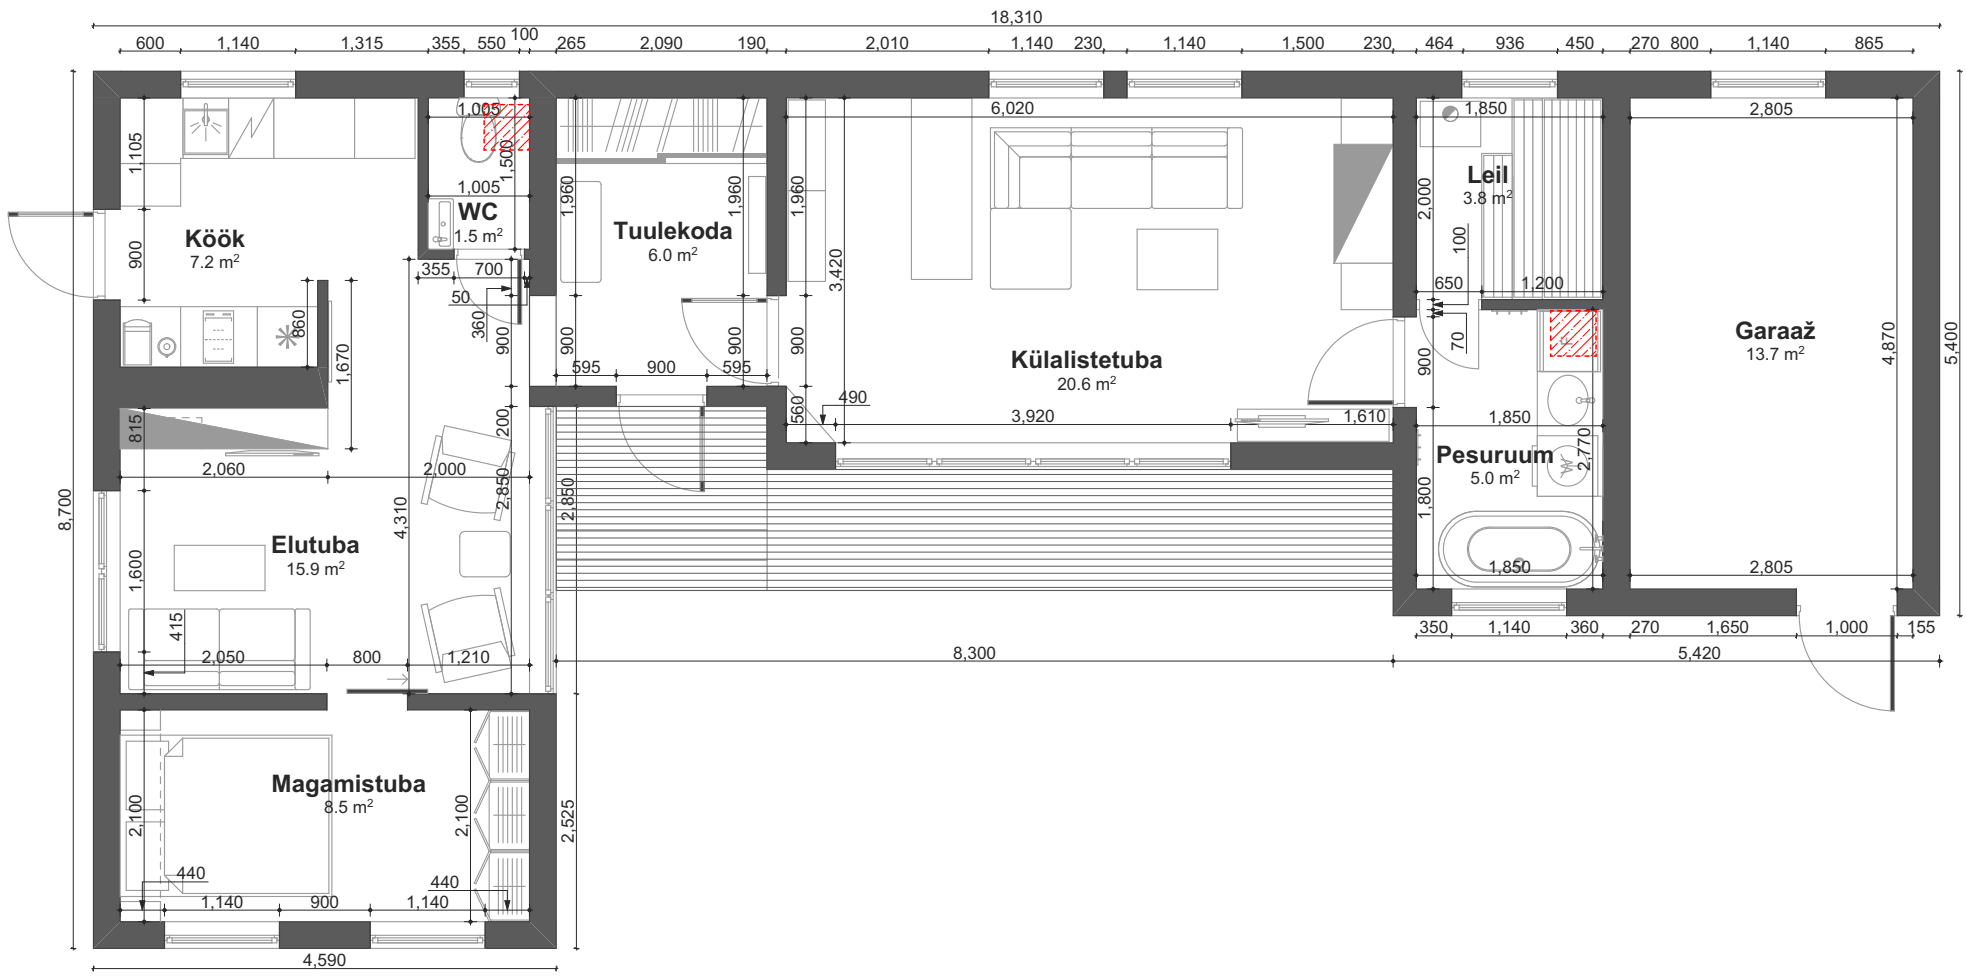 18,310
600 1,140 1,315 355 550 100 265 2,090 190 2,010 1,140 230 1,140 1,500 230 464 936 450 270 800 1,140 865
1,005 6,020 1,850 2,805
1,105 1,500
1,005
1,960 1,960 1,960 2,000
Köök
7.2 m²
WC
1.5 m²
Tuulekoda
6.0 m²
Leil
3.8 m²
900 355 700 50 360 3,420 100 650 1,200
860 1,670 900 900 900 900 900 70
595 900 595
Külalistetuba
20.6 m²
Garaaž
13.7 m²
4,870 5,400
815 200 560 490 3,920 1,610 1,850
2,060 2,000 2,850 2,850
Pesuruum
5.0 m²
2,770 1,800
8,700 4,310
Elutuba
15.9 m²
1,600 415
1,850 2,805
350 1,140 360 270 1,650 1,000 155
2,050 800 1,210 8,300 5,420
Magamistuba
8.5 m²
2,100 2,100 2,525
440 440
1,140 900 1,140
4,590